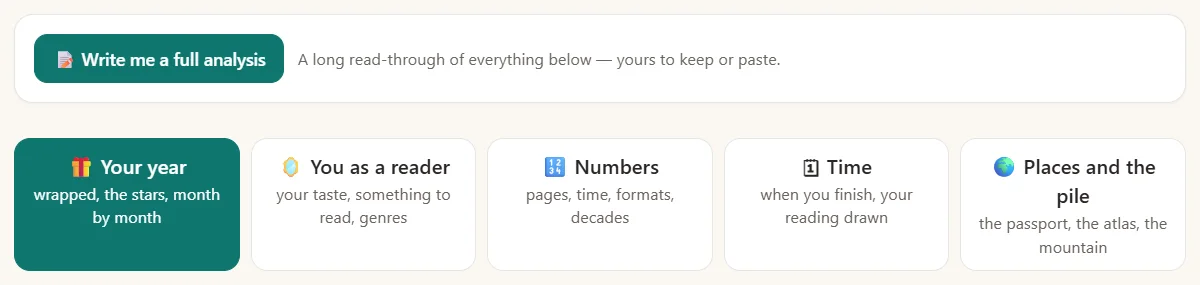 Write me a full analysis
A long read-through of everything below — yours to keep or paste.
Your year
wrapped, the stars, month
by month
You as a reader
your taste, something to
read, genres
Numbers
pages, time, formats,
decades
Time
when you finish, your
reading drawn
Places and the
pile
the passport, the atlas, the
mountain